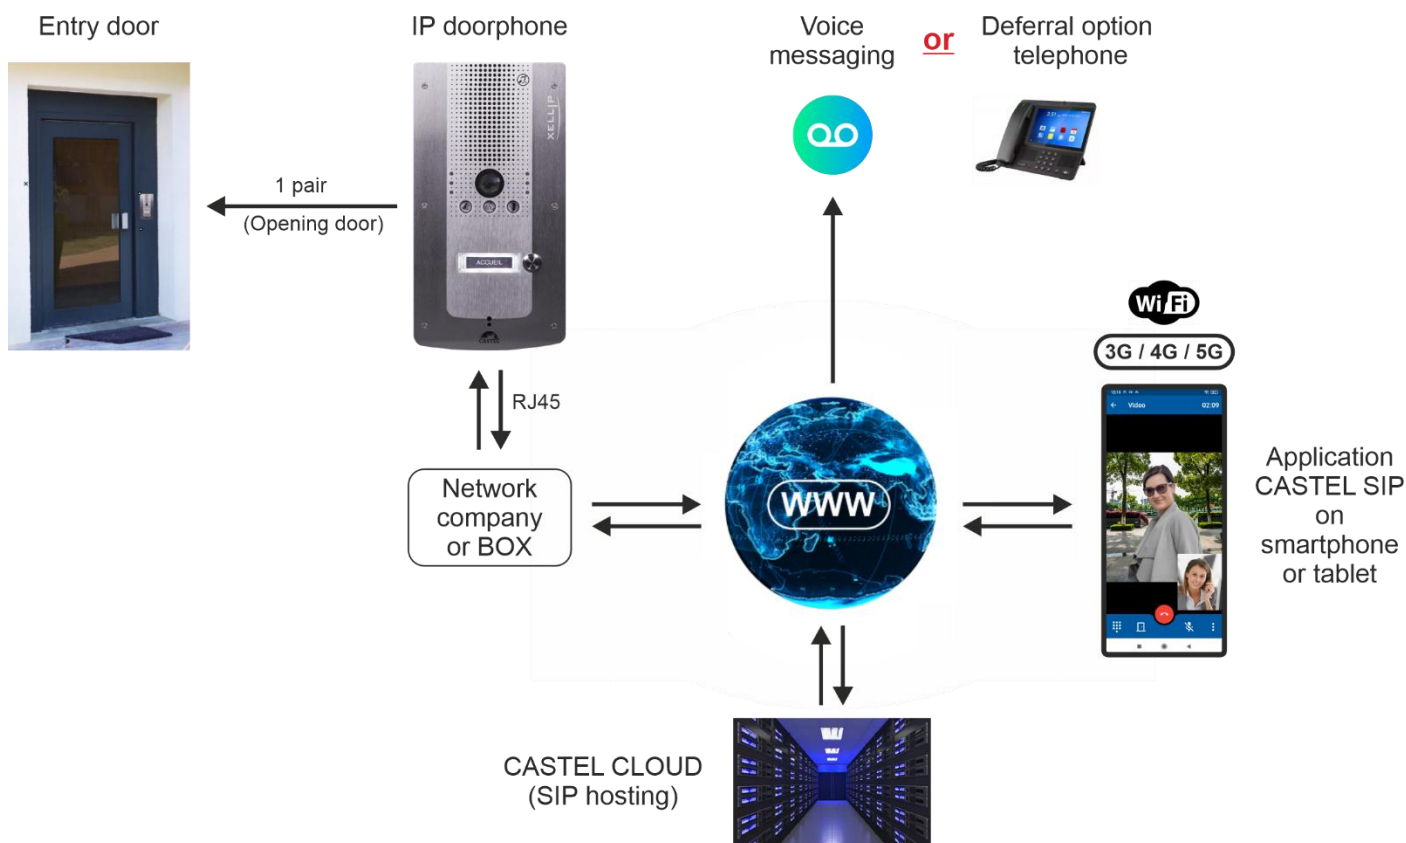 Entry door
IP doorphone
Voice
messaging
or
Deferral option
telephone
XELLIP
1 pair
(Opening door)
ACCUEIL
CASTEL
RJ45
Wi Fi
3G / 4G / 5G
Video
02:09
Network
company
or BOX
WWW
Application
CASTEL SIP
on
smartphone
or tablet
CASTEL CLOUD
(SIP hosting)